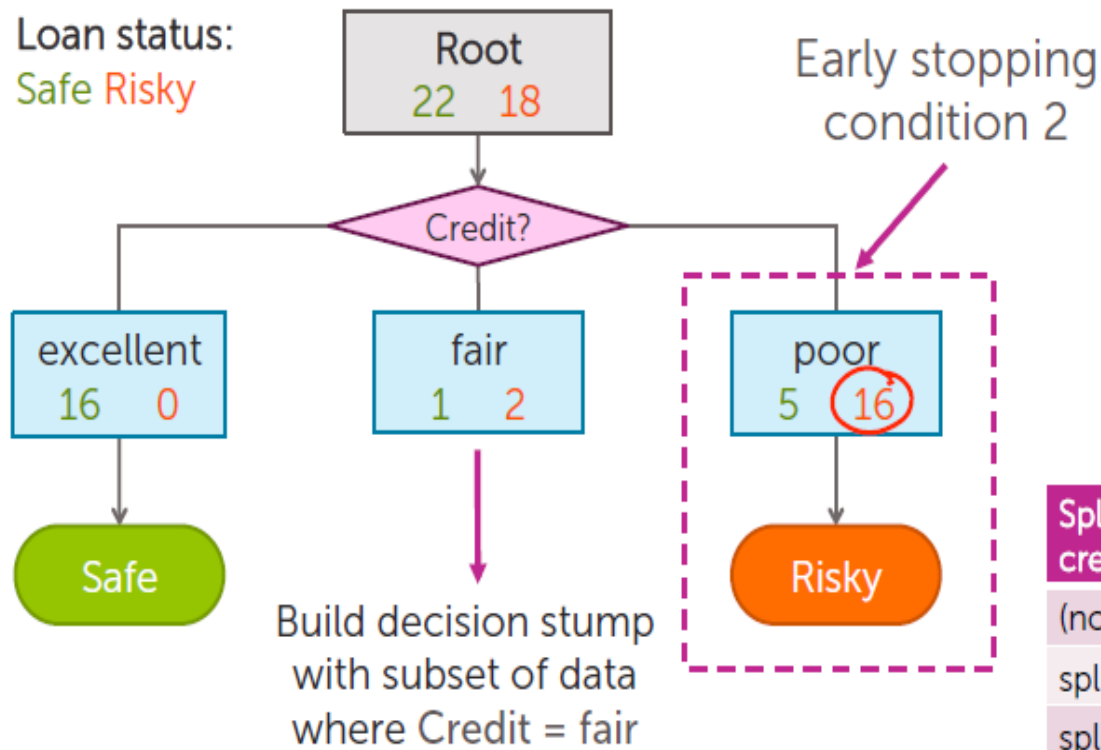 Loan status:
Safe Risky
Root
22 18
Early stopping
condition 2
Credit?
excellent
16 0
fair
1 2
poor
5 16
Safe
Risky
Build decision stump
with subset of data
where Credit = fair